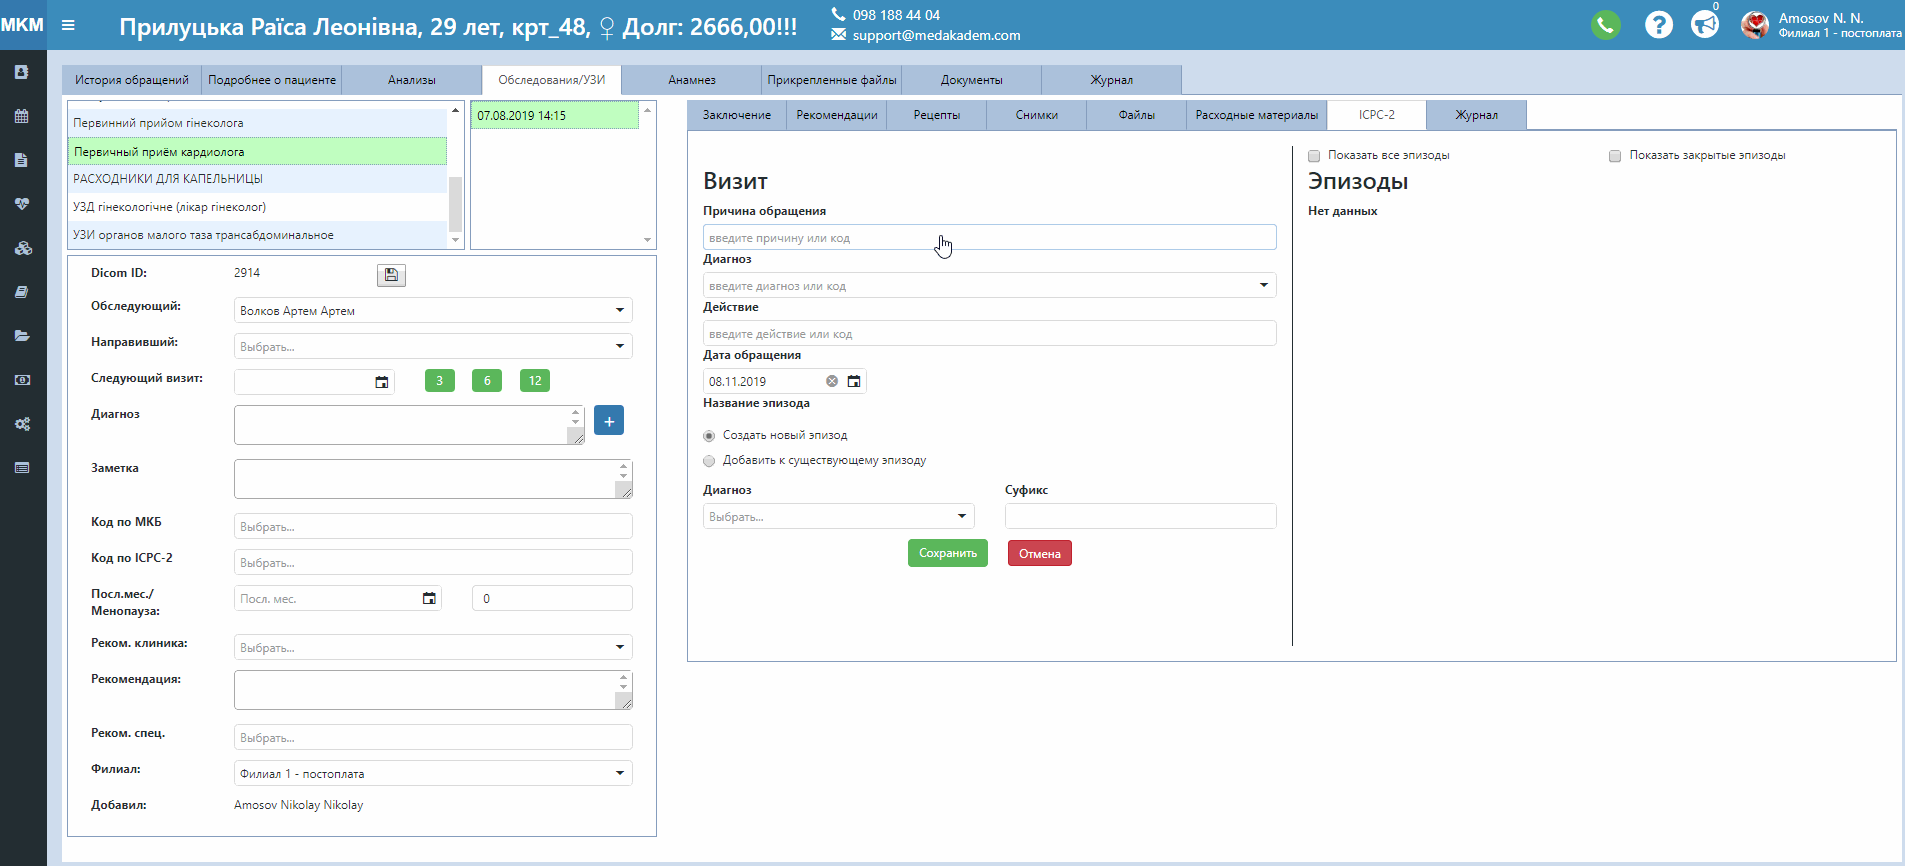 МКМ
Прилуцька Раїса Леонівна, 29 лет, крт_48, ♀ Долг: 2666,00!!!
098 188 44 04
support@medakadem.com
0
Amosov N. N.
Филиал 1 - постоплата
История обращений
Подробнее о пациенте
Анализы
Обследования/УЗИ
Анамнез
Прикрепленные файлы
Документы
Журнал
Первинний прийом гінеколога
Первичный приём кардиолога
РАСХОДНИКИ ДЛЯ КАПЕЛЬНИЦЫ
УЗД гінекологічне (лікар гінеколог)
УЗИ органов малого таза трансабдоминальное
07.08.2019 14:15
Dicom ID: 2914
Обследующий: Волков Артем Артем
Направивший: Выбрать...
Следующий визит: 3 6 12
Диагноз +
Заметка
Код по МКБ Выбрать...
Код по ICPC-2 Выбрать...
Посл.мес./
Менопауза: Посл. мес. 0
Реком. клиника: Выбрать...
Рекомендация:
Реком. спец. Выбрать...
Филиал: Филиал 1 - постоплата
Добавил: Amosov Nikolay Nikolay
Заключение
Рекомендации
Рецепты
Снимки
Файлы
Расходные материалы
ICPC-2
Журнал
Визит
Причина обращения
введите причину или код
Диагноз
введите диагноз или код
Действие
введите действие или код
Дата обращения
08.11.2019
Название эпизода
Создать новый эпизод
Добавить к существующему эпизоду
Диагноз Суфикс
Выбрать...
Сохранить Отмена
Показать все эпизоды Показать закрытые эпизоды
Эпизоды
Нет данных